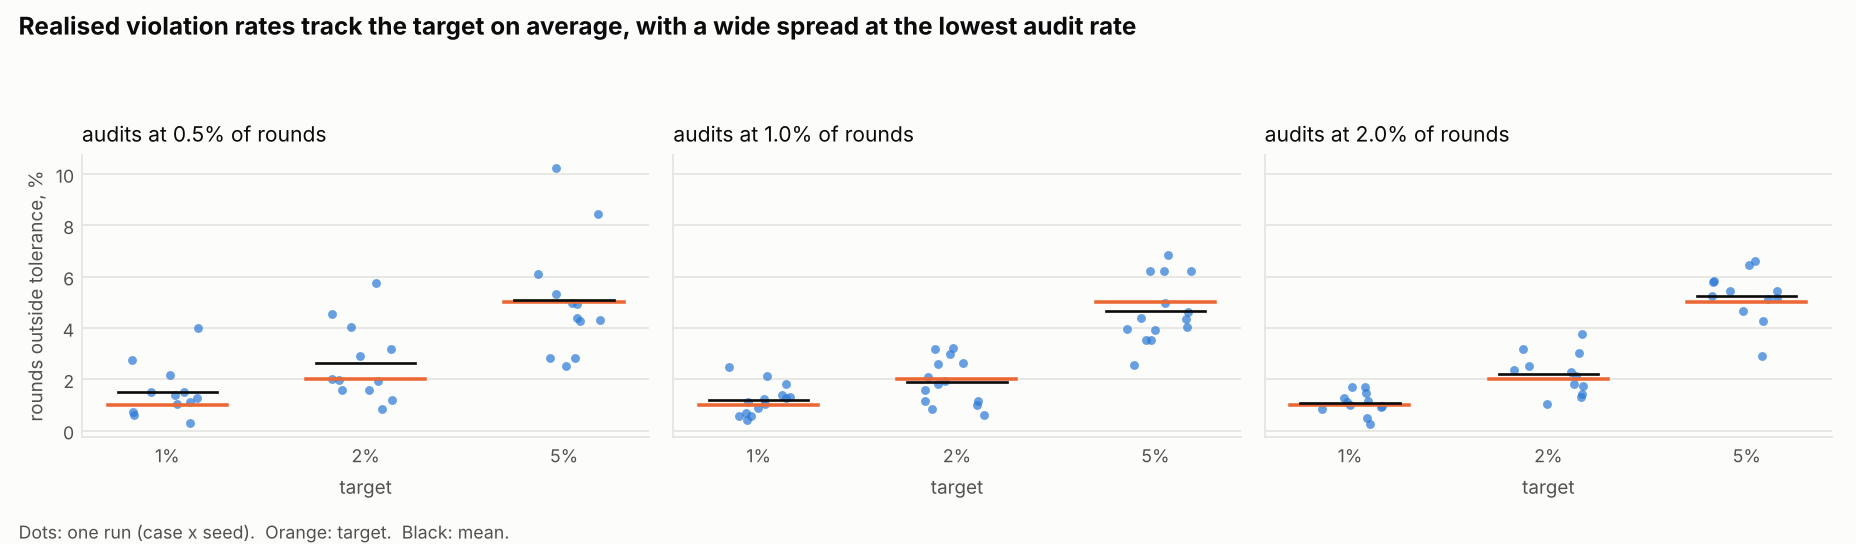 Realised violation rates track the target on average, with a wide spread at the lowest audit rate
audits at 0.5% of rounds
audits at 1.0% of rounds
audits at 2.0% of rounds
rounds outside tolerance, %
10
8
6
4
2
0
1% 2% 5%
1% 2% 5%
1% 2% 5%
target
target
target
Dots: one run (case x seed).  Orange: target.  Black: mean.